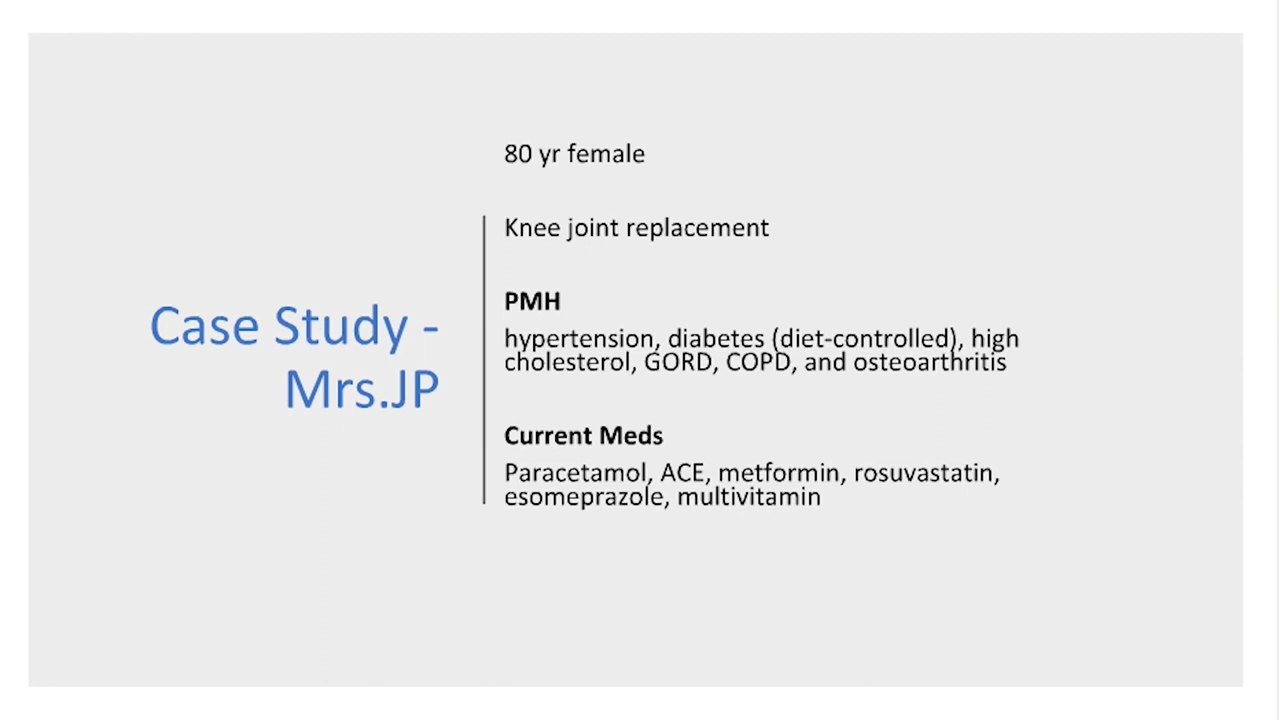 Case Study -
Mrs.JP
80 yr female
Knee joint replacement
PMH
hypertension, diabetes (diet-controlled), high
cholesterol, GORD, COPD, and osteoarthritis
Current Meds
Paracetamol, ACE, metformin, rosuvastatin,
esomeprazole, multivitamin